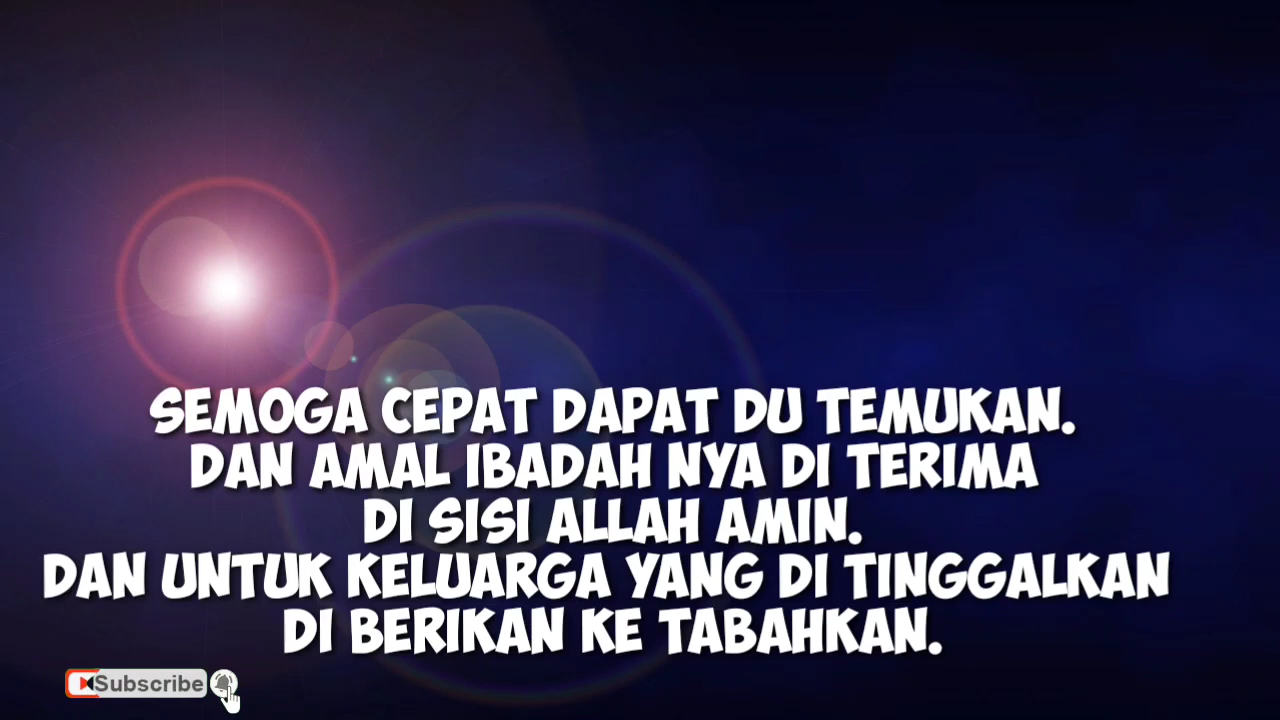 SEMOGA CEPAT DAPAT DU TEMUKAN.
DAN AMAL IBADAH NYA DI TERIMA
DI SISI ALLAH AMIN.
DAN UNTUK KELUARGA YANG DI TINGGALKAN
DI BERIKAN KE TABAHKAN.
Subscribe